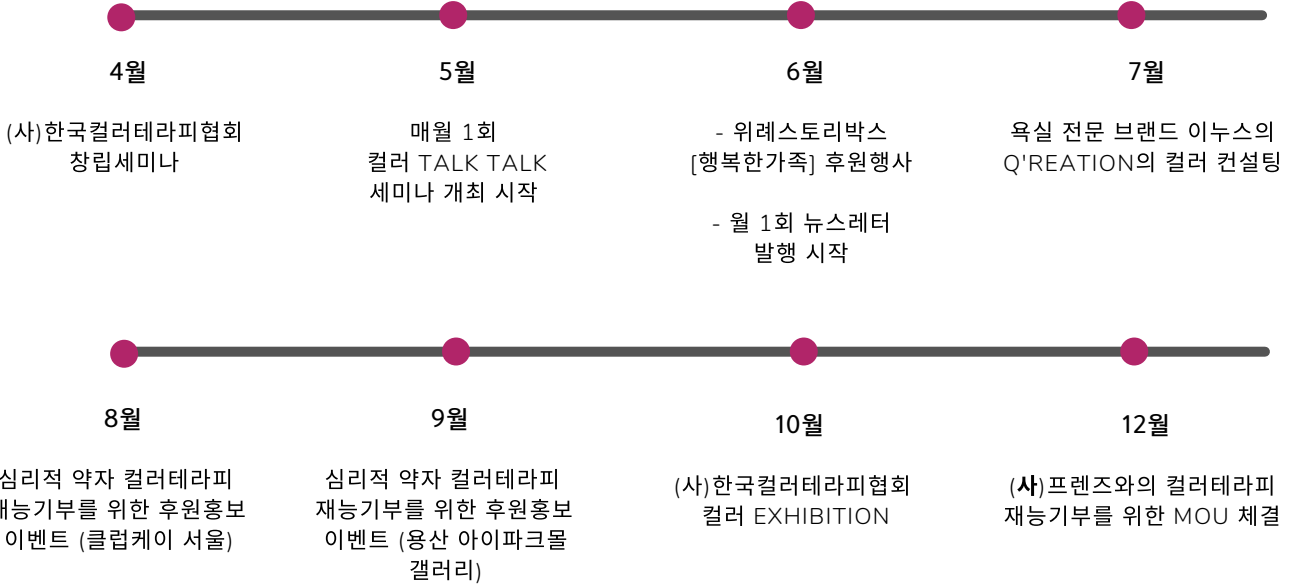 4월
(사)한국컬러테라피협회
창립세미나
5월
매월 1회
컬러 TALK TALK
세미나 개최 시작
6월
- 위례스토리박스
[행복한가족] 후원행사
- 월 1회 뉴스레터
발행 시작
7월
욕실 전문 브랜드 이누스의
Q'REATION의 컬러 컨설팅
8월
심리적 약자 컬러테라피
재능기부를 위한 후원홍보
이벤트 (클럽케이 서울)
9월
심리적 약자 컬러테라피
재능기부를 위한 후원홍보
이벤트 (용산 아이파크몰
갤러리)
10월
(사)한국컬러테라피협회
컬러 EXHIBITION
12월
(사)프렌즈와의 컬러테라피
재능기부를 위한 MOU 체결